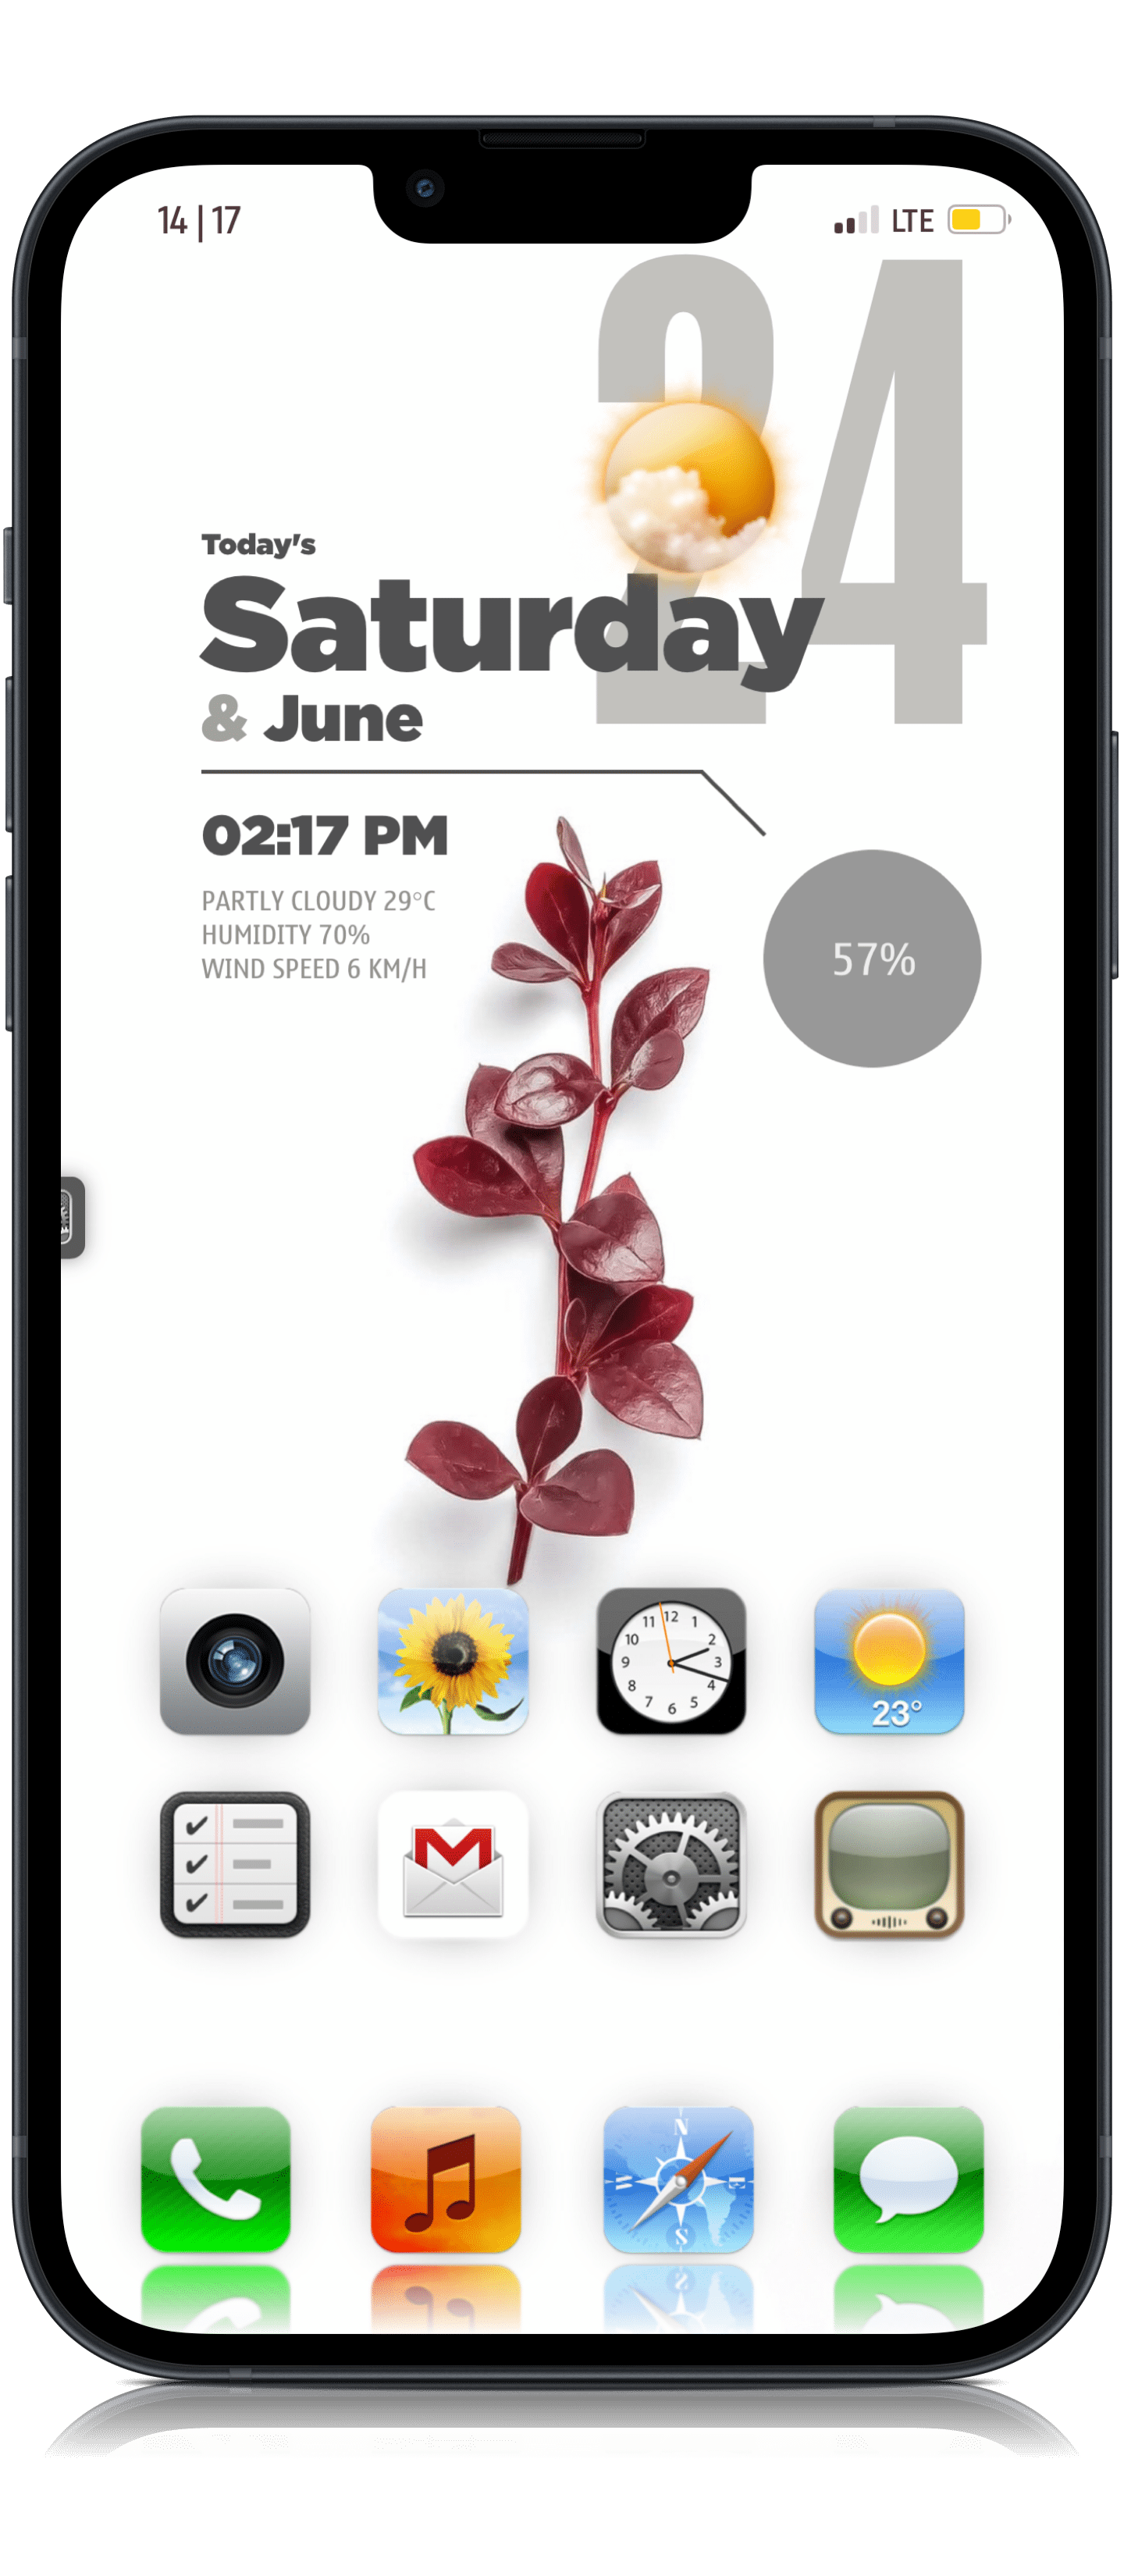 14|17
LTE
24
Today's
Saturday
& June
02:17 PM
PARTLY CLOUDY 29°C
HUMIDITY 70%
WIND SPEED 6 KM/H
57%
11 12 1
10 2
9 3
8 4
7 6 5
23°
N
S